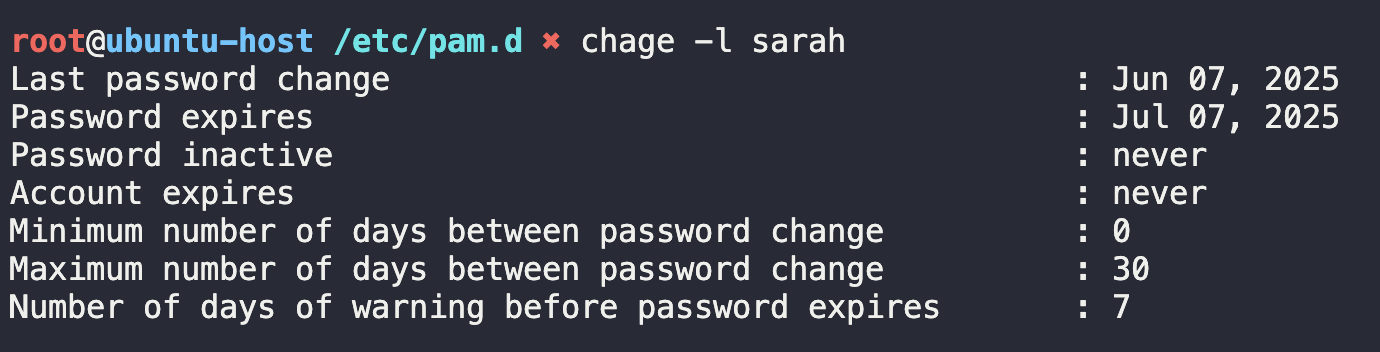 root@ubuntu-host /etc/pam.d ✖ chage -l sarah
Last password change : Jun 07, 2025
Password expires : Jul 07, 2025
Password inactive : never
Account expires : never
Minimum number of days between password change : 0
Maximum number of days between password change : 30
Number of days of warning before password expires : 7